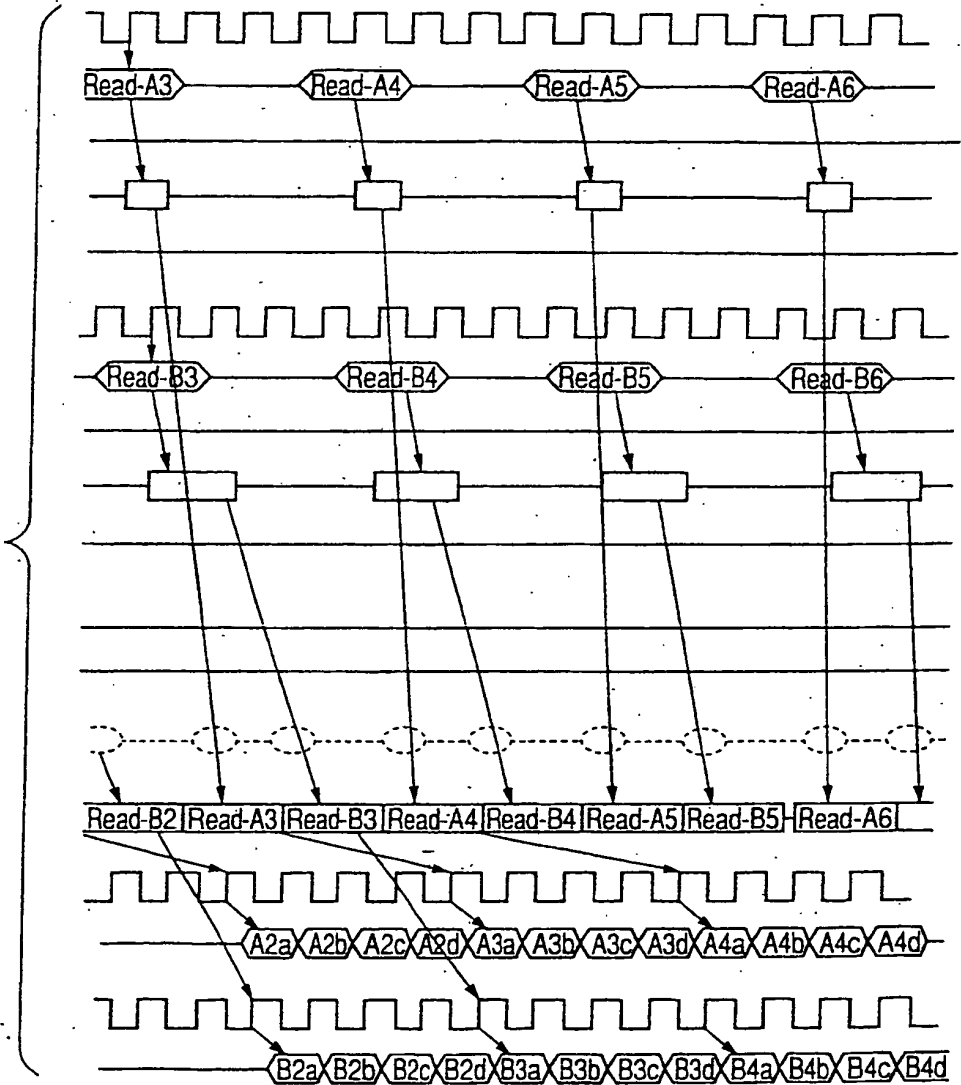 Read-A3 Read-A4 Read-A5 Read-A6
Read-B3 Read-B4 Read-B5 Read-B6
Read-B2 Read-A3 Read-B3 Read-A4 Read-B4 Read-A5 Read-B5 Read-A6
A2a A2b A2c A2d A3a A3b A3c A3d A4a A4b A4c A4d
B2a B2b B2c B2d B3a B3b B3c B3d B4a B4b B4c B4d